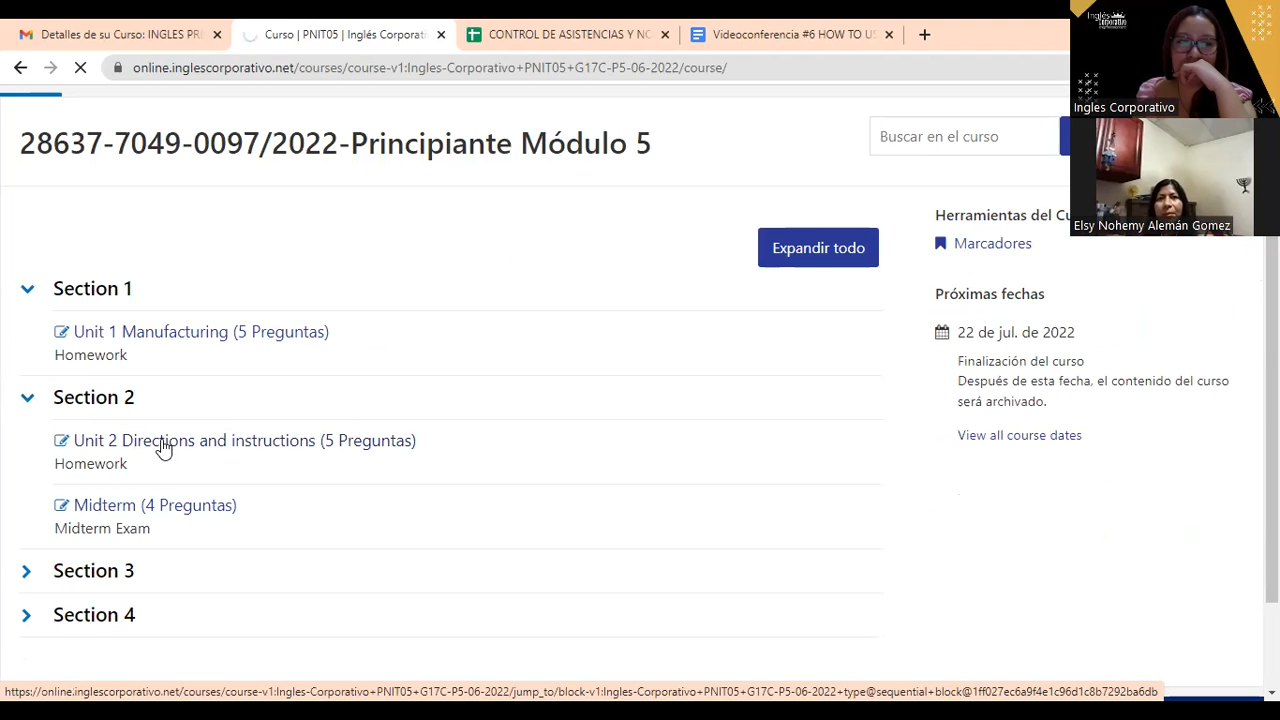 Detalles de su Curso: INGLES PRI
Curso | PNIT05 | Inglés Corporati
CONTROL DE ASISTENCIAS Y NO
Videoconferencia #6 HOW TO US
online.inglescorporativo.net/courses/course-v1:Ingles-Corporativo+PNIT05+G17C-P5-06-2022/course/
Inglés
Corporativo
Ingles Corporativo
Elsy Nohemy Alemán Gomez
28637-7049-0097/2022-Principiante Módulo 5
Buscar en el curso
Expandir todo
Section 1
Unit 1 Manufacturing (5 Preguntas)
Homework
Section 2
Unit 2 Directions and instructions (5 Preguntas)
Homework
Midterm (4 Preguntas)
Midterm Exam
Section 3
Section 4
Herramientas del Cu
Marcadores
Próximas fechas
22 de jul. de 2022
Finalización del curso
Después de esta fecha, el contenido del curso
será archivado.
View all course dates
https://online.inglescorporativo.net/courses/course-v1:Ingles-Corporativo+PNIT05+G17C-P5-06-2022/jump_to/block-v1:Ingles-Corporativo+PNIT05+G17C-P5-06-2022+type@sequential+block@1ff027ec6a9f4e1c96d1c8b7292ba6db